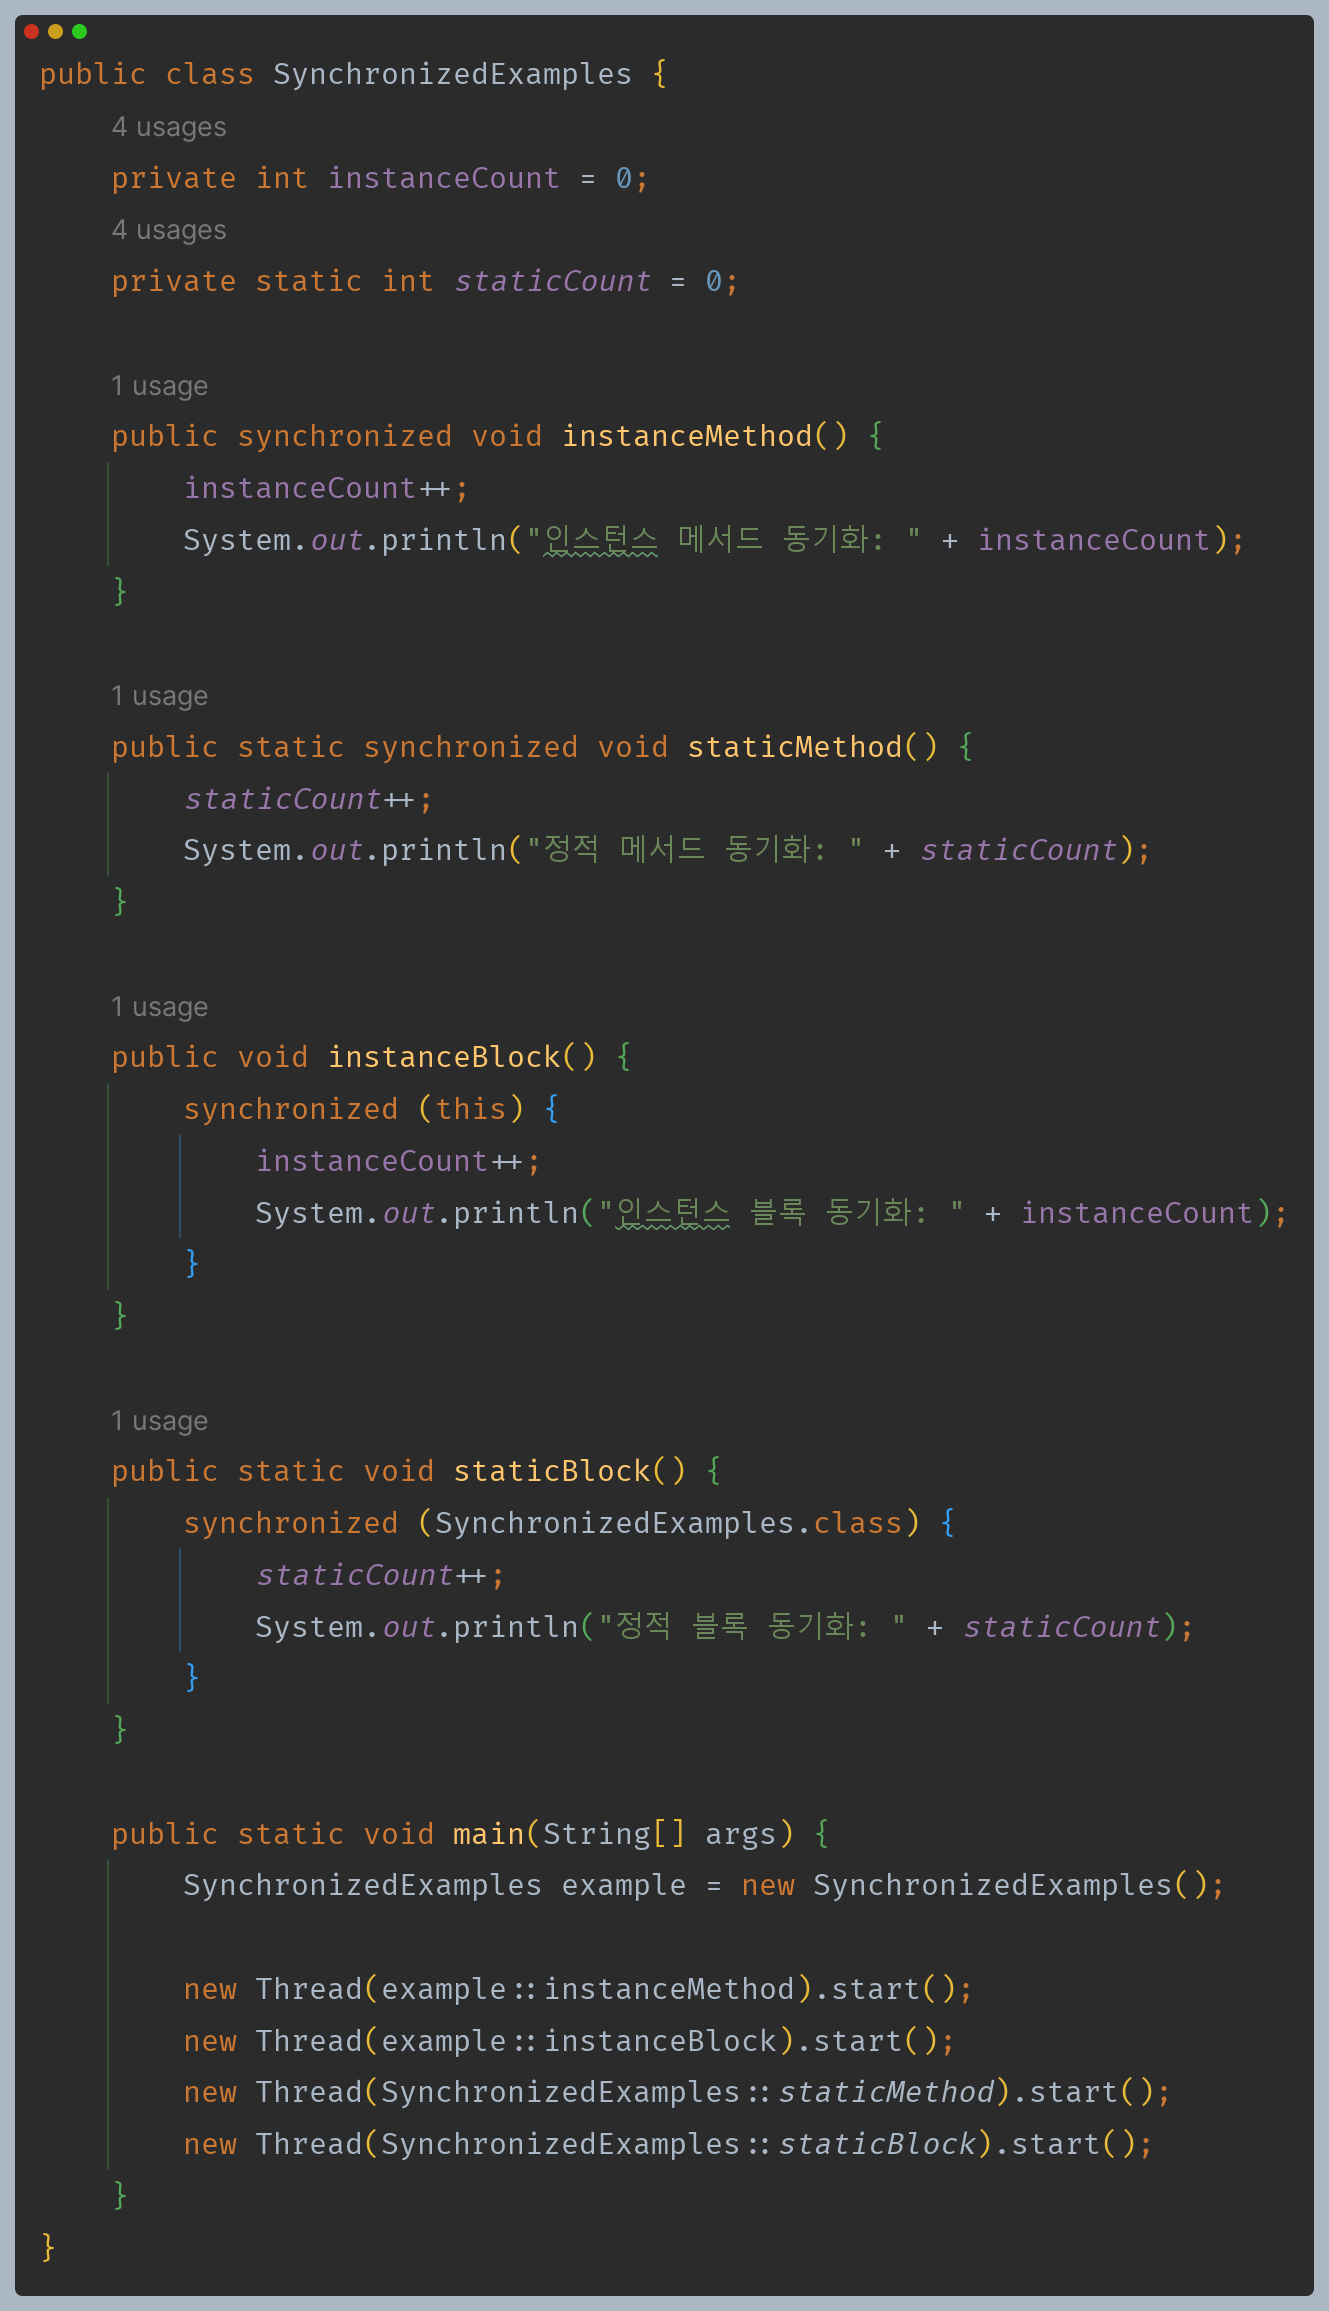 public class SynchronizedExamples {
4 usages
private int instanceCount = 0;
4 usages
private static int staticCount = 0;
1 usage
public synchronized void instanceMethod() {
instanceCount++;
System.out.println("인스턴스 메서드 동기화: " + instanceCount);
}
1 usage
public static synchronized void staticMethod() {
staticCount++;
System.out.println("정적 메서드 동기화: " + staticCount);
}
1 usage
public void instanceBlock() {
synchronized (this) {
instanceCount++;
System.out.println("인스턴스 블록 동기화: " + instanceCount);
}
}
1 usage
public static void staticBlock() {
synchronized (SynchronizedExamples.class) {
staticCount++;
System.out.println("정적 블록 동기화: " + staticCount);
}
}
public static void main(String[] args) {
SynchronizedExamples example = new SynchronizedExamples();
new Thread(example::instanceMethod).start();
new Thread(example::instanceBlock).start();
new Thread(SynchronizedExamples::staticMethod).start();
new Thread(SynchronizedExamples::staticBlock).start();
}
}